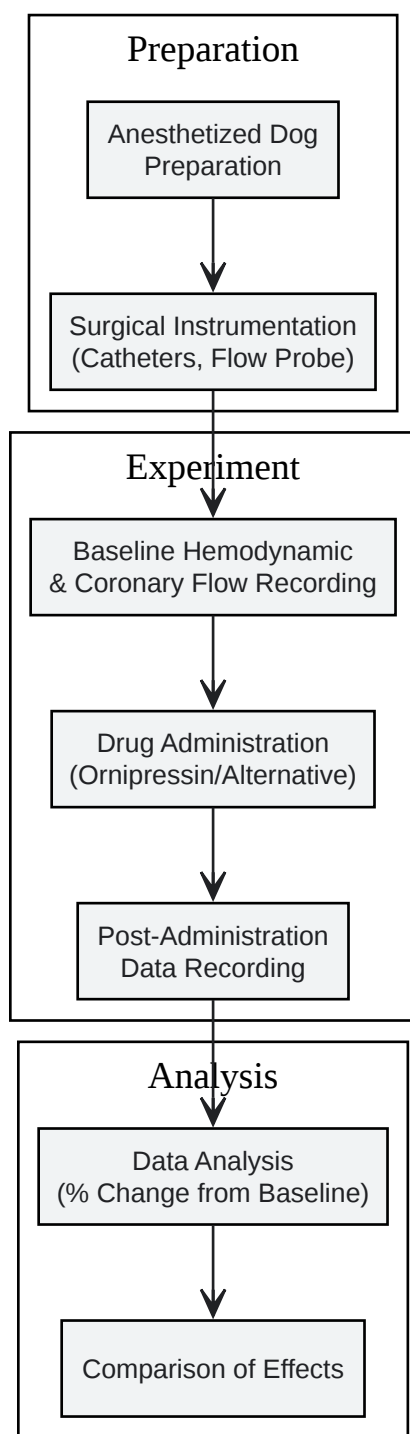 Preparation
Anesthetized Dog
Preparation
Surgical Instrumentation
(Catheters, Flow Probe)
Experiment
Baseline Hemodynamic
& Coronary Flow Recording
Drug Administration
(Ornipressin/Alternative)
Post-Administration
Data Recording
Analysis
Data Analysis
(% Change from Baseline)
Comparison of Effects